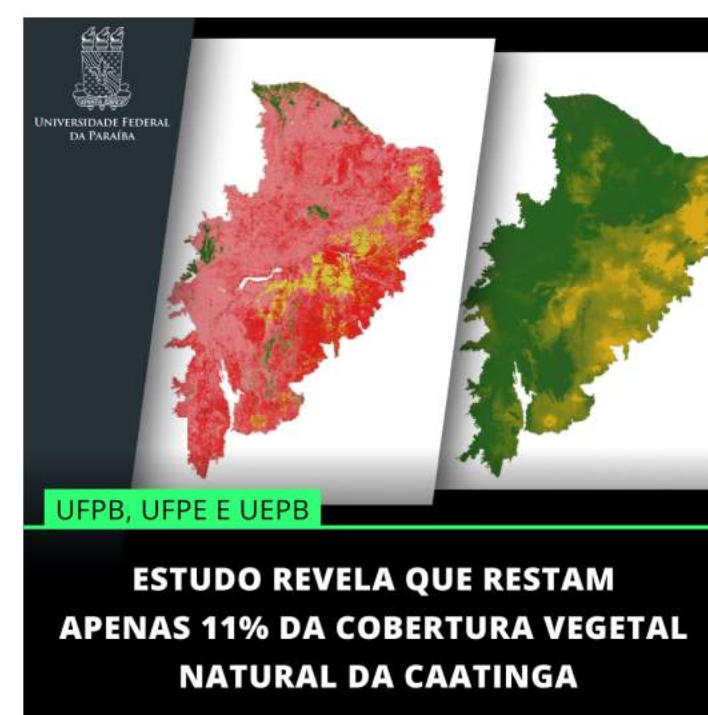 UNIVERSIDADE FEDERAL
DA PARAÍBA
UFPB, UFPE E UEPB
ESTUDO REVELA QUE RESTAM
APENAS 11% DA COBERTURA VEGETAL
NATURAL DA CAATINGA